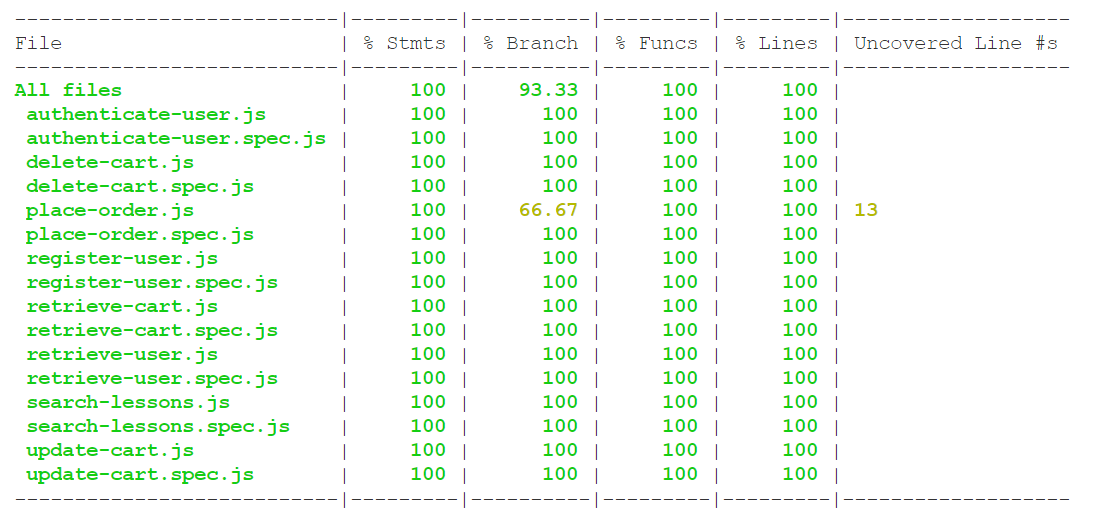 ----------------------------|---------|----------|---------|---------|-------------------
File                        | % Stmts | % Branch | % Funcs | % Lines | Uncovered Line #s
----------------------------|---------|----------|---------|---------|-------------------
All files                   |     100 |    93.33 |     100 |     100 |
 authenticate-user.js       |     100 |      100 |     100 |     100 |
 authenticate-user.spec.js  |     100 |      100 |     100 |     100 |
 delete-cart.js             |     100 |      100 |     100 |     100 |
 delete-cart.spec.js        |     100 |      100 |     100 |     100 |
 place-order.js             |     100 |    66.67 |     100 |     100 | 13
 place-order.spec.js        |     100 |      100 |     100 |     100 |
 register-user.js           |     100 |      100 |     100 |     100 |
 register-user.spec.js      |     100 |      100 |     100 |     100 |
 retrieve-cart.js           |     100 |      100 |     100 |     100 |
 retrieve-cart.spec.js      |     100 |      100 |     100 |     100 |
 retrieve-user.js           |     100 |      100 |     100 |     100 |
 retrieve-user.spec.js      |     100 |      100 |     100 |     100 |
 search-lessons.js          |     100 |      100 |     100 |     100 |
 search-lessons.spec.js     |     100 |      100 |     100 |     100 |
 update-cart.js             |     100 |      100 |     100 |     100 |
 update-cart.spec.js        |     100 |      100 |     100 |     100 |
----------------------------|---------|----------|---------|---------|-------------------